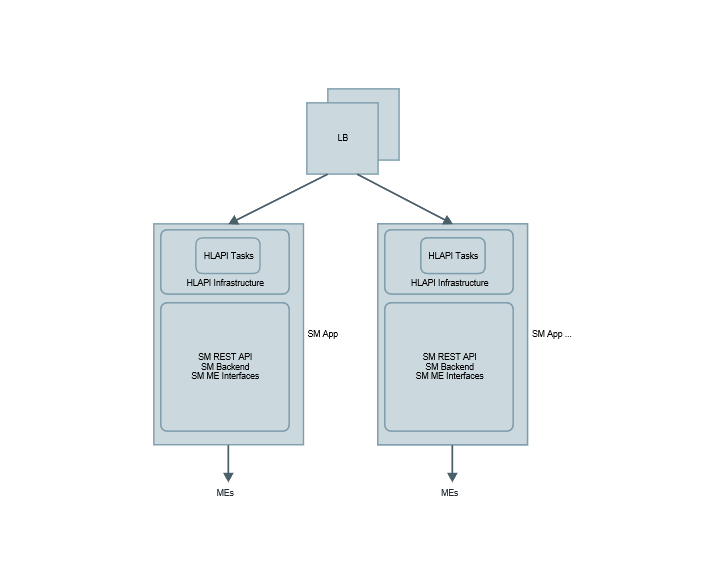 LB
HLAPI Tasks
HLAPI Infrastructure
SM REST API
SM Backend
SM ME Interfaces
SM App
MEs
HLAPI Tasks
HLAPI Infrastructure
SM REST API
SM Backend
SM ME Interfaces
SM App ...
MEs